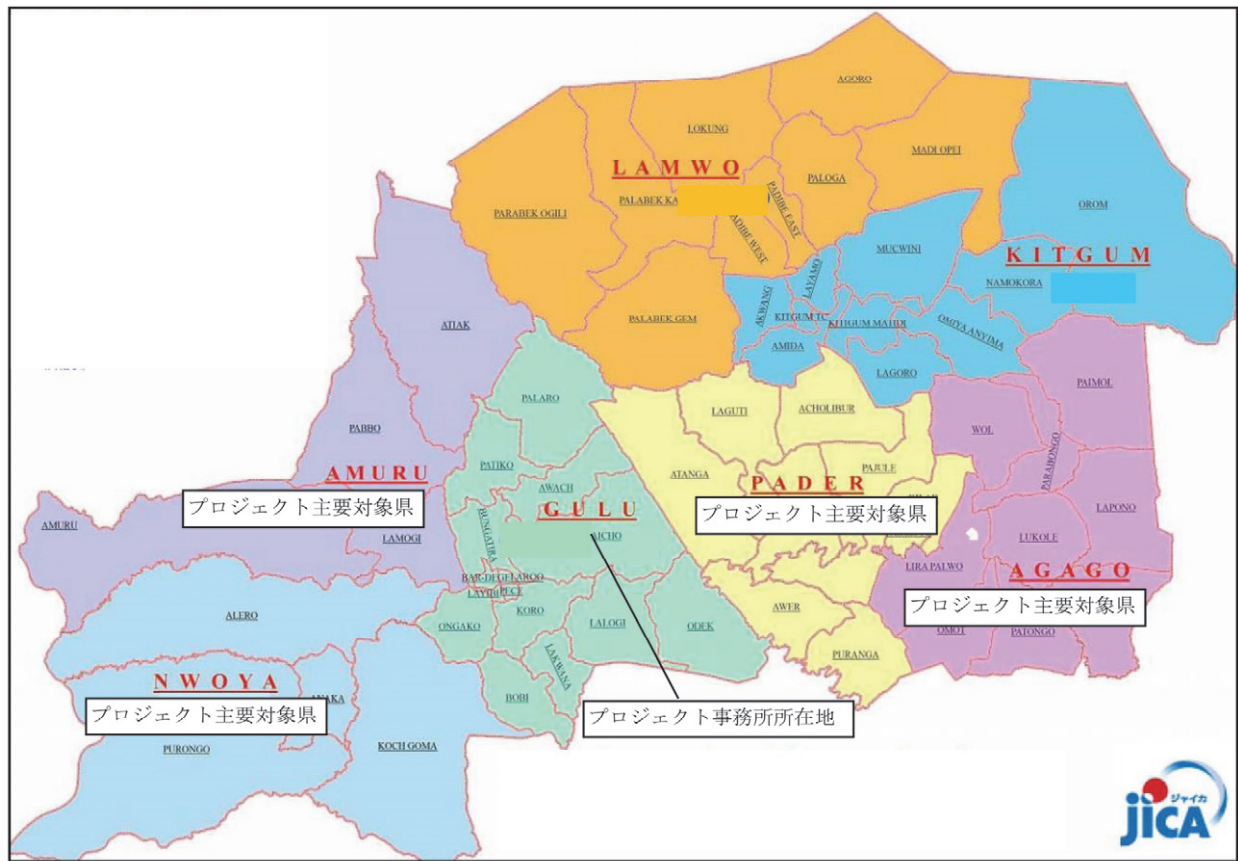 AGORO
LOKUNG
MADI OPEI
LAMWO
PALOGA
PADIBE EAST
PALABEK KA
PARABEK OGILI
OROM
ADIBE WEST
MUCWINI
KITGUM
LAYAMO
NAMOKORA
AKWANG
PALABEK GEM
KITGUM TC
KITIGUM MATIDI
OMIYA ANYIMA
ATIAK
AMIDA
LAGORO
PAIMOL
PALARO
LAGUTI
ACHOLIBUR
PABBO
WOL
PARABONGO
PATIKO
ATANGA
PAJULE
AMURU
PADER
プロジェクト主要対象県
AWACH
GULU
プロジェクト主要対象県
LAPONO
AMURU
BUNGATIRA
AICHO
LAMOGI
LUKOLE
LIRA PALWO
AGAGO
BAR-DEGE
LAROO
LAYIBI
PECE
プロジェクト主要対象県
ALERO
KORO
AWER
ONGAKO
LALOGI
ODEK
OMOT
PATONGO
PURANGA
LAKWANA
NWOYA
ANAKA
BOBI
プロジェクト主要対象県
プロジェクト事務所所在地
PURONGO
KOCH GOMA
ジャイカ
jICA